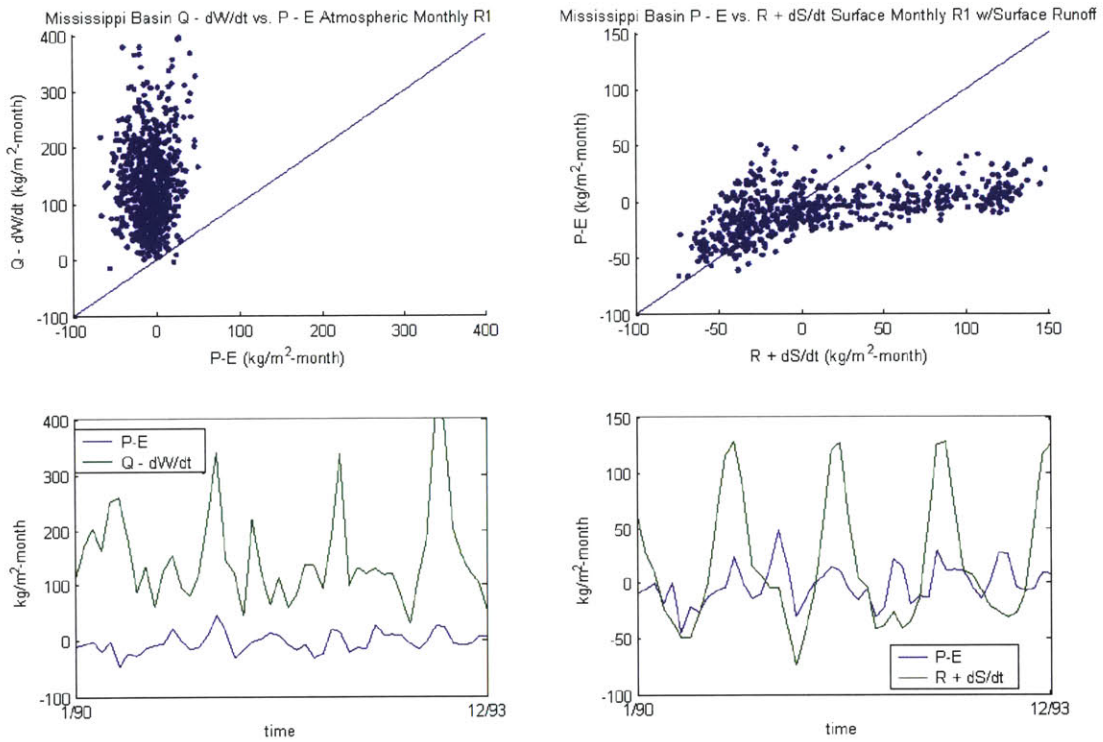 Mississippi Basin Q - dW/dt vs. P - E Atmospheric Monthly R1
400
300
200
100
0
-100
Q - dW/dt (kg/m²-month)
-100
0
100
200
300
400
P-E (kg/m²-month)
Mississippi Basin P - E vs. R + dS/dt Surface Monthly R1 w/Surface Runoff
150
100
50
0
-50
-100
P-E (kg/m²-month)
-100
-50
0
50
100
150
R + dS/dt (kg/m²-month)
400
300
200
100
0
-100
kg/m²-month
P-E
Q - dW/dt
1/90
12/93
time
150
100
50
0
-50
-100
kg/m²-month
P-E
R + dS/dt
1/90
12/93
time